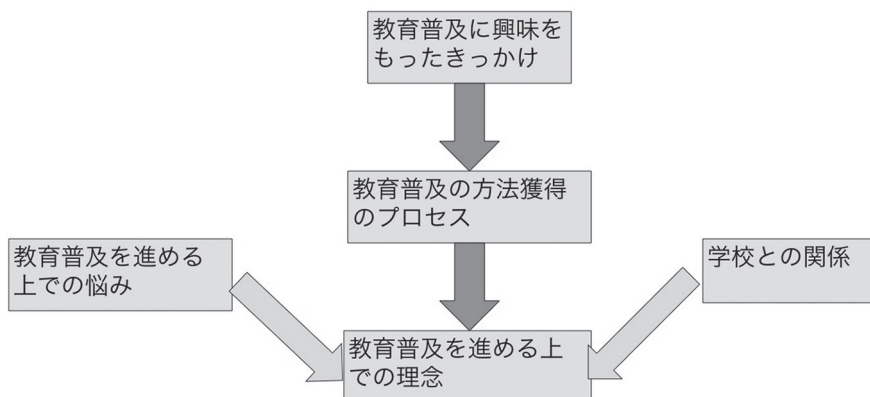 教育普及に興味を
もったきっかけ
教育普及の方法獲得
のプロセス
教育普及を進める
上での悩み
学校との関係
教育普及を進める上
での理念